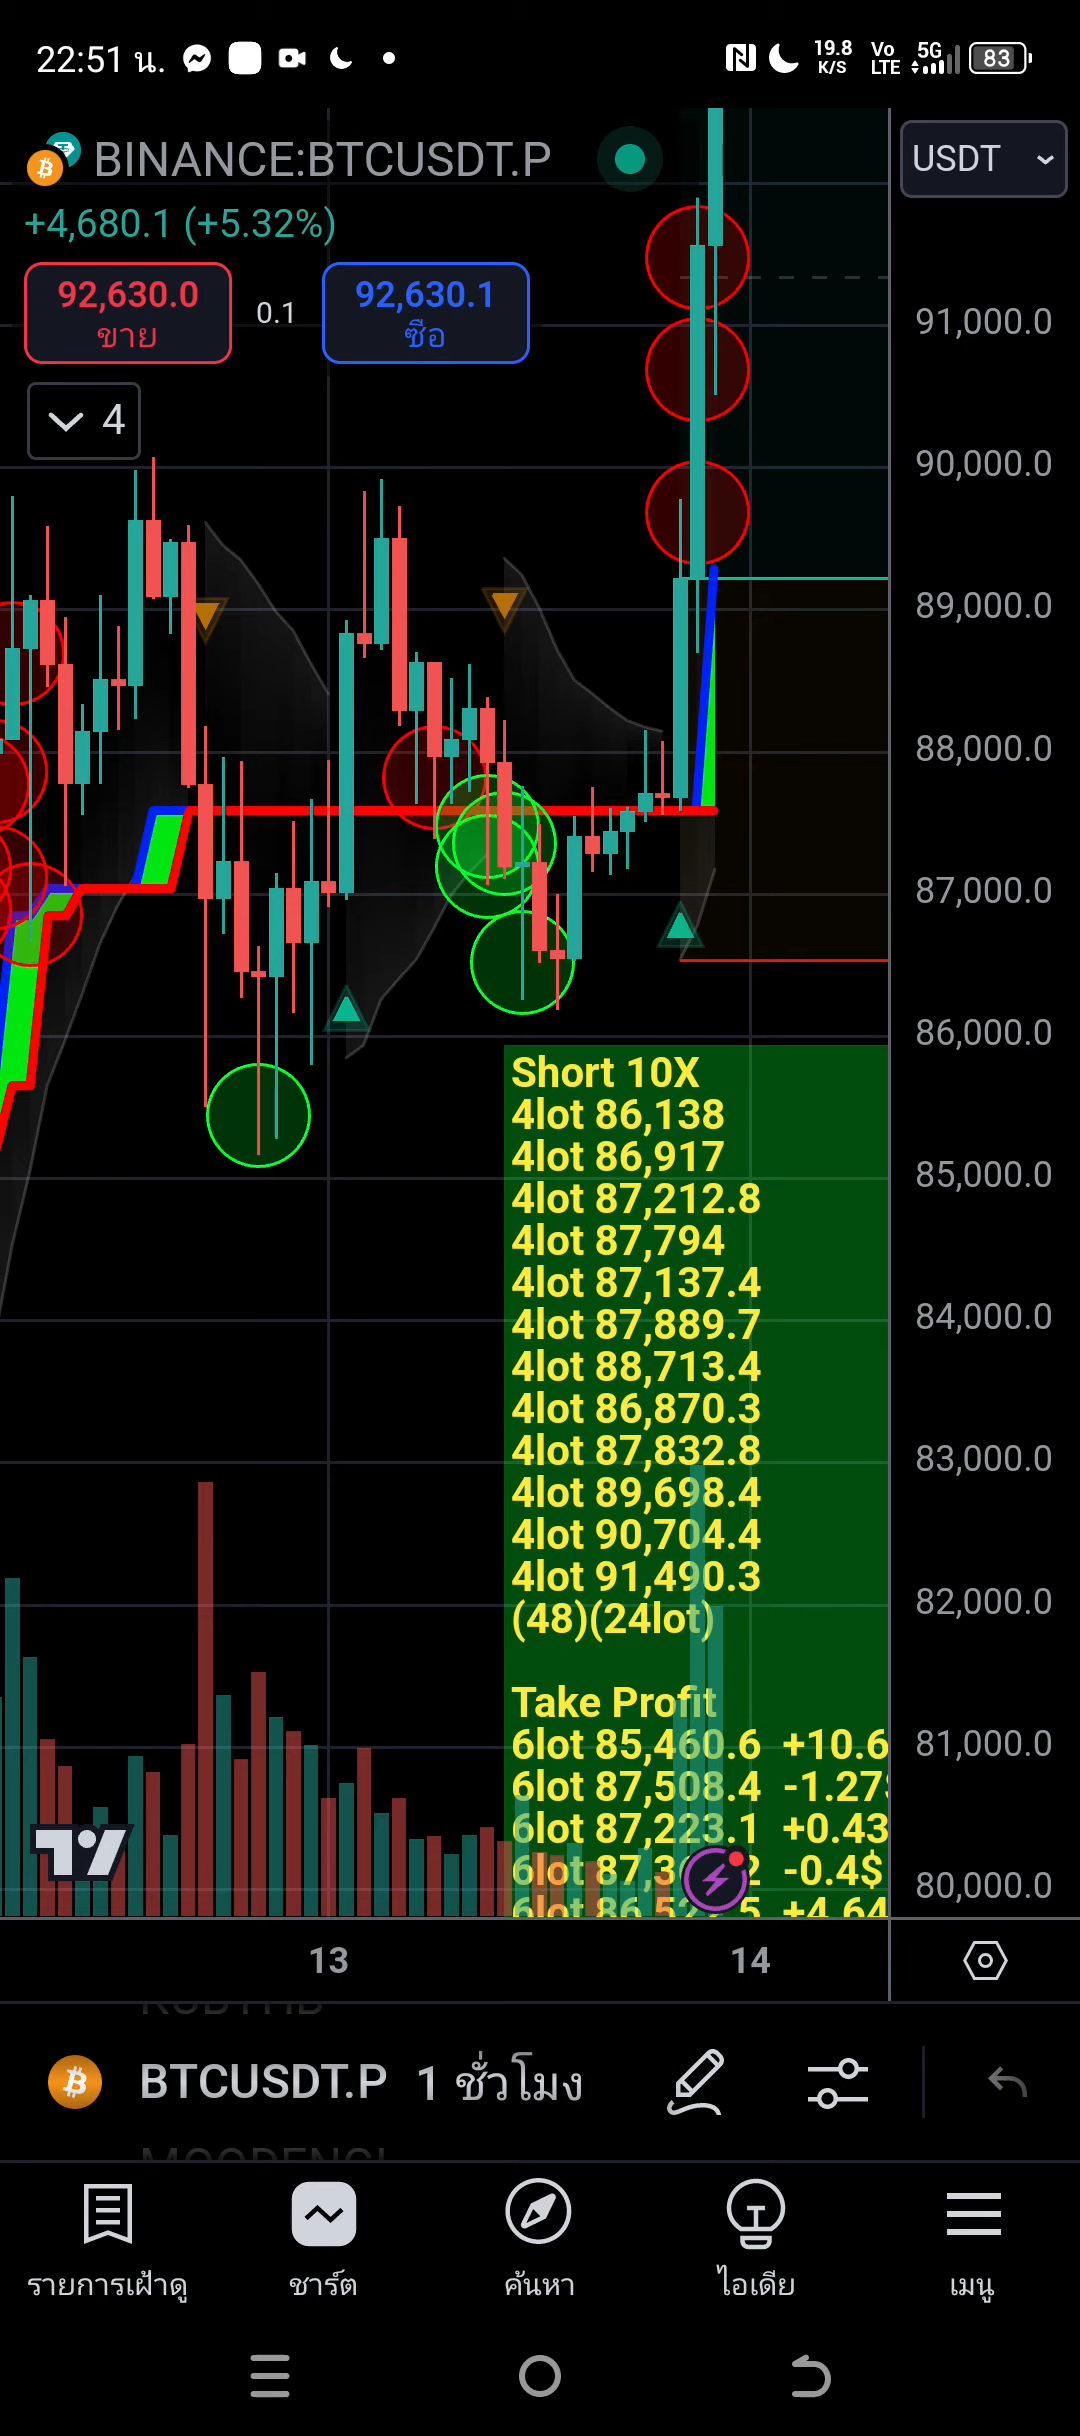 22:51 น.
19.8 K/S
Vo LTE
5G
83
BINANCE:BTCUSDT.P
USDT
+4,680.1 (+5.32%)
92,630.0
ขาย
0.1
92,630.1
ซื้อ
4
91,000.0
90,000.0
89,000.0
88,000.0
87,000.0
86,000.0
85,000.0
84,000.0
83,000.0
82,000.0
81,000.0
80,000.0
Short 10X
4lot 86,138
4lot 86,917
4lot 87,212.8
4lot 87,794
4lot 87,137.4
4lot 87,889.7
4lot 88,713.4
4lot 86,870.3
4lot 87,832.8
4lot 89,698.4
4lot 90,704.4
4lot 91,490.3
(48)(24lot)
Take Profit
6lot 85,460.6 +10.6
6lot 87,508.4 -1.27
6lot 87,223.1 +0.43
6lot -0.4$
6lot +4.64
13
14
BTCUSDT.P 1 ชั่วโมง
รายการเฝ้าดู
ชาร์ต
ค้นหา
ไอเดีย
เมนู